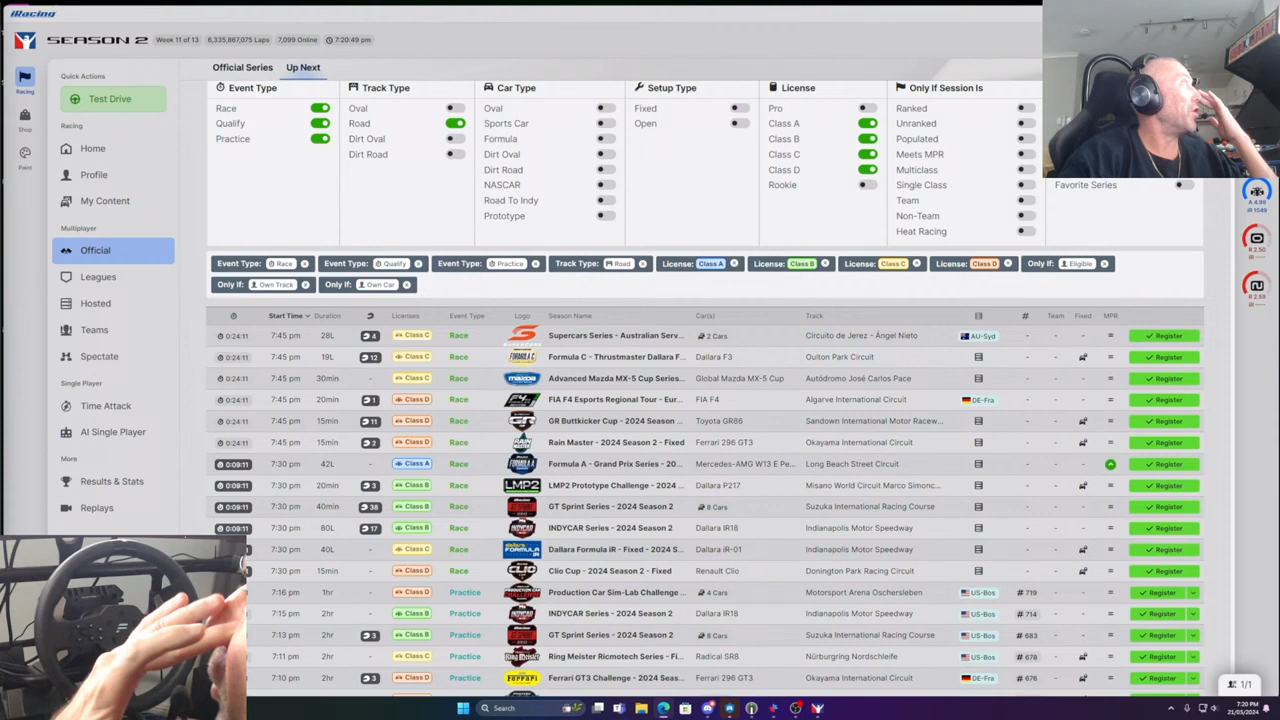 iRacing
SEASON 2 Week 11 of 13 6,335,867,075 Laps 7,099 Online 7:20:49 pm
Racing
Shop
Paint
Quick Actions
Test Drive
Racing
Home
Profile
My Content
Multiplayer
Official
Leagues
Hosted
Teams
Spectate
Single Player
Time Attack
AI Single Player
More
Results & Stats
Replays
Official Series Up Next
Event Type
Race
Qualify
Practice
Track Type
Oval
Road
Dirt Oval
Dirt Road
Car Type
Oval
Sports Car
Formula
Dirt Oval
Dirt Road
NASCAR
Road To Indy
Prototype
Setup Type
Fixed
Open
License
Pro
Class A
Class B
Class C
Class D
Rookie
Only If Session Is
Ranked
Unranked
Populated
Meets MPR
Multiclass
Single Class
Team
Non-Team
Heat Racing
Favorite Series
A 4.99
iR 1549
R 2.50
R 2.59
Event Type: Race Event Type: Qualify Event Type: Practice Track Type: Road License: Class A License: Class B License: Class C License: Class D Only If: Eligible
Only If: Own Track Only If: Own Car
Start Time Duration Licenses Event Type Logo Season Name Car(s) Track # Team Fixed MPR
0:24:11 7:45 pm 28L 4 Class C Race Supercars Series - Australian Serv... 2 Cars Circuito de Jerez - Ángel Nieto AU-Syd - - = Register
0:24:11 7:45 pm 19L 12 Class C Race Formula C - Thrustmaster Dallara F... Dallara F3 Oulton Park Circuit - - = Register
0:24:11 7:45 pm 30min - Class C Race Advanced Mazda MX-5 Cup Series... Global Mazda MX-5 Cup Autódromo José Carlos Pace - - - = Register
0:24:11 7:45 pm 20min 1 Class D Race FIA F4 Esports Regional Tour - Eur... FIA F4 Algarve International Circuit DE-Fra - - = Register
0:24:11 7:45 pm 15min 11 Class D Race GR Buttkicker Cup - 2024 Season ... Toyota GR86 Sandown International Motor Racew... - - = Register
0:24:11 7:45 pm 15min 2 Class D Race Rain Master - 2024 Season 2 - Fixed Ferrari 296 GT3 Okayama International Circuit - - = Register
0:09:11 7:30 pm 42L - Class A Race Formula A - Grand Prix Series - 20... Mercedes-AMG W13 E Pe... Long Beach Street Circuit - - - Register
0:09:11 7:30 pm 20min 3 Class B Race LMP2 Prototype Challenge - 2024 ... Dallara P217 Misano World Circuit Marco Simonc... - - = Register
0:09:11 7:30 pm 40min 38 Class B Race GT Sprint Series - 2024 Season 2 8 Cars Suzuka International Racing Course - - - = Register
0:09:11 7:30 pm 80L 17 Class B Race INDYCAR Series - 2024 Season 2 Dallara IR18 Indianapolis Motor Speedway - - - = Register
0:09:11 7:30 pm 40L - Class C Race Dallara Formula iR - Fixed - 2024 S... Dallara iR-01 Indianapolis Motor Speedway - - = Register
0:09:11 7:30 pm 15min - Class D Race Clio Cup - 2024 Season 2 - Fixed Renault Clio Donington Park Racing Circuit - - = Register
7:16 pm 1hr - Class D Practice Production Car Sim-Lab Challenge ... 4 Cars Motorsport Arena Oschersleben US-Bos # 719 - = Register
7:15 pm 2hr - Class B Practice INDYCAR Series - 2024 Season 2 Dallara IR18 Indianapolis Motor Speedway US-Bos # 714 - - = Register
7:13 pm 2hr 3 Class B Practice GT Sprint Series - 2024 Season 2 8 Cars Suzuka International Racing Course US-Bos # 683 - - = Register
7:11 pm 2hr - Class C Practice Ring Meister Ricmotech Series - Fi... Radical SR8 Nürburgring Nordschleife US-Bos # 678 - = Register
7:10 pm 2hr 3 Class D Practice Ferrari GT3 Challenge - 2024 Seas... Ferrari 296 GT3 Okayama International Circuit DE-Fra # 676 - = Register
1/1
Search
7:20 PM
21/05/2024